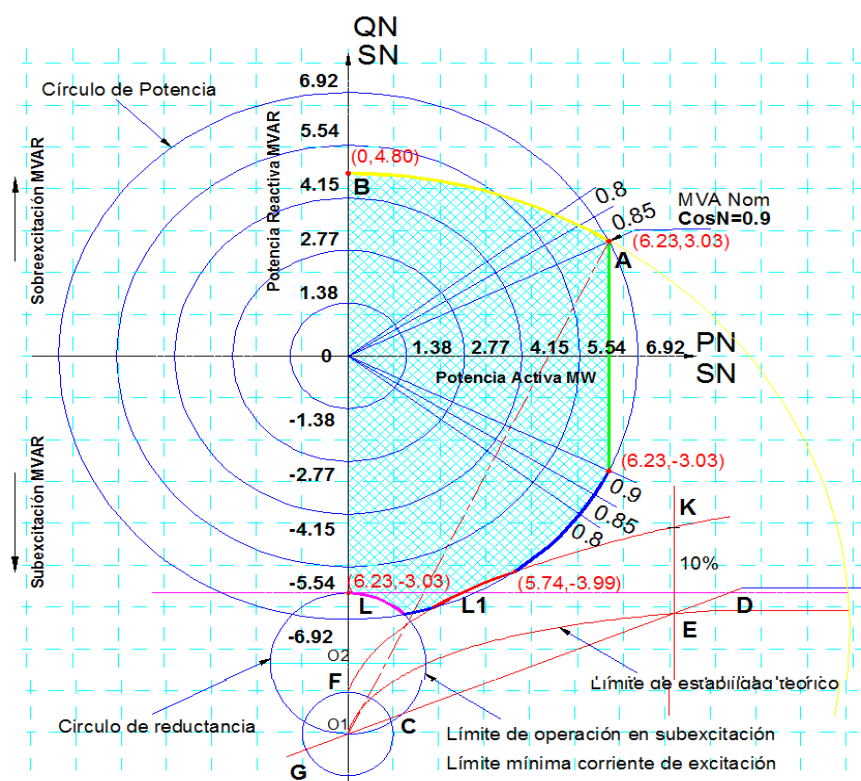 QN
SN
6.92
Círculo de Potencia
5.54
(0,4.80)
B
4.15
Potencia Reactiva MVAR
Sobreexcitación MVAR
2.77
1.38
0.8
0.85
MVA Nom
CosN=0.9
(6.23,3.03)
A
0
1.38 2.77 4.15 5.54 6.92
PN
SN
Potencia Activa MW
-1.38
-2.77
-4.15
-5.54
-6.92
Subexcitación MVAR
(6.23,-3.03)
0.9
0.85
0.8
K
10%
(6.23,-3.03)
(5.74,-3.99)
L
L1
D
E
O2
F
Límite de estabilidad teorico
O1
C
G
Circulo de reductancia
Límite de operación en subexcitación
Límite mínima corriente de excitación